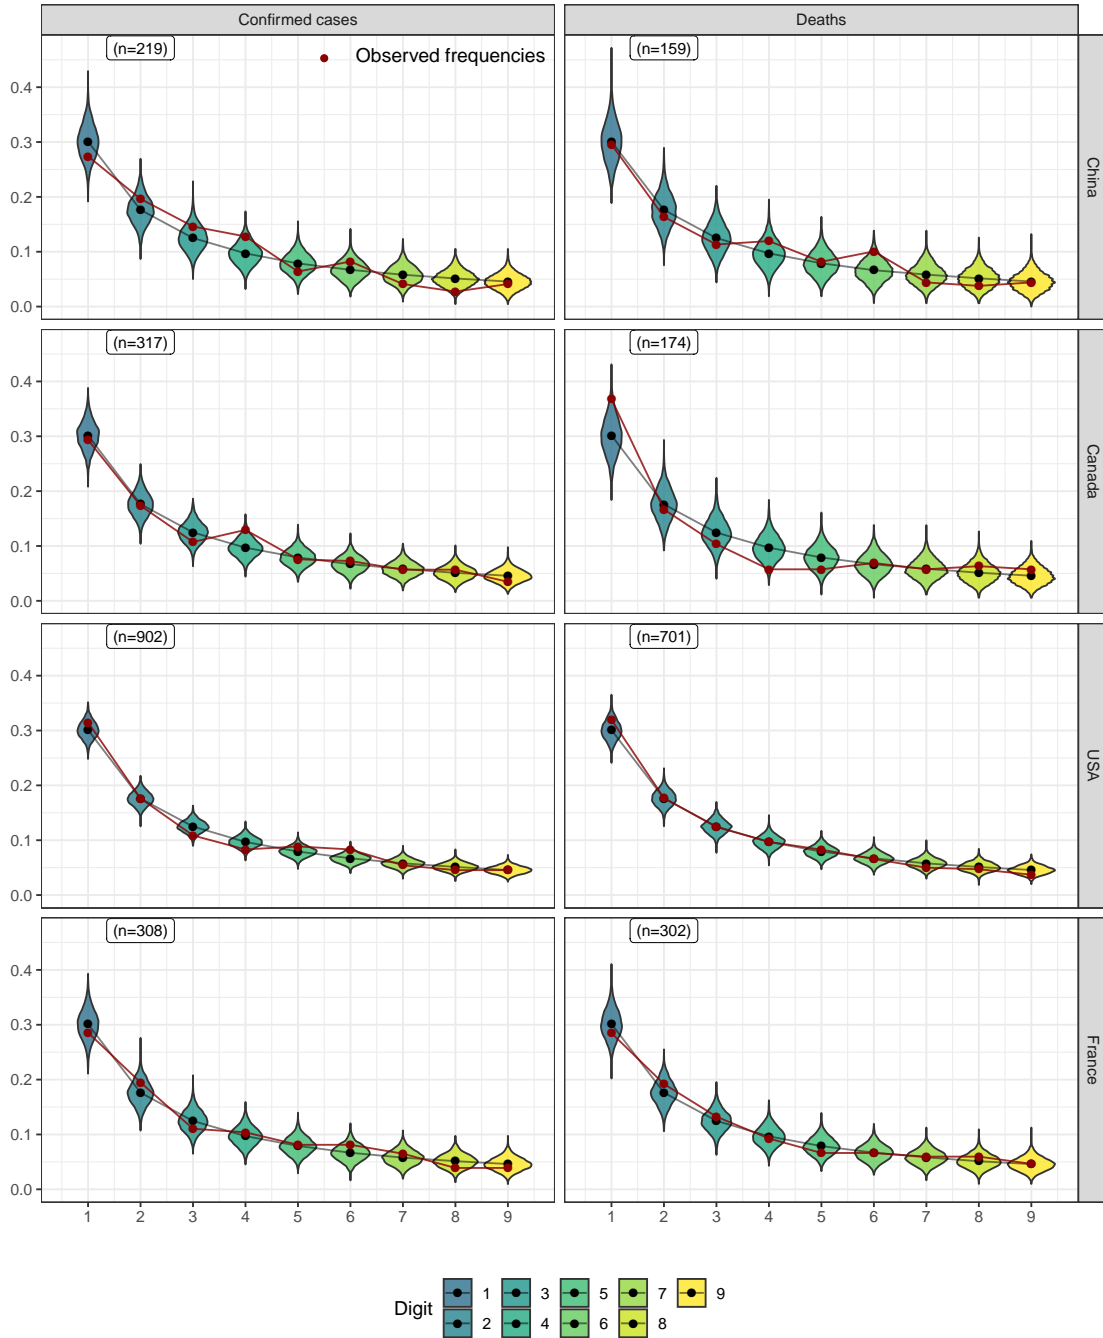 Confirmed cases
Deaths
(n=219)
Observed frequencies
(n=159)
China
0.4
0.3
0.2
0.1
0.0
(n=317)
(n=174)
Canada
0.4
0.3
0.2
0.1
0.0
(n=902)
(n=701)
USA
0.4
0.3
0.2
0.1
0.0
(n=308)
(n=302)
France
0.4
0.3
0.2
0.1
0.0
1 2 3 4 5 6 7 8 9
1 2 3 4 5 6 7 8 9
Digit
1 3 5 7 9
2 4 6 8